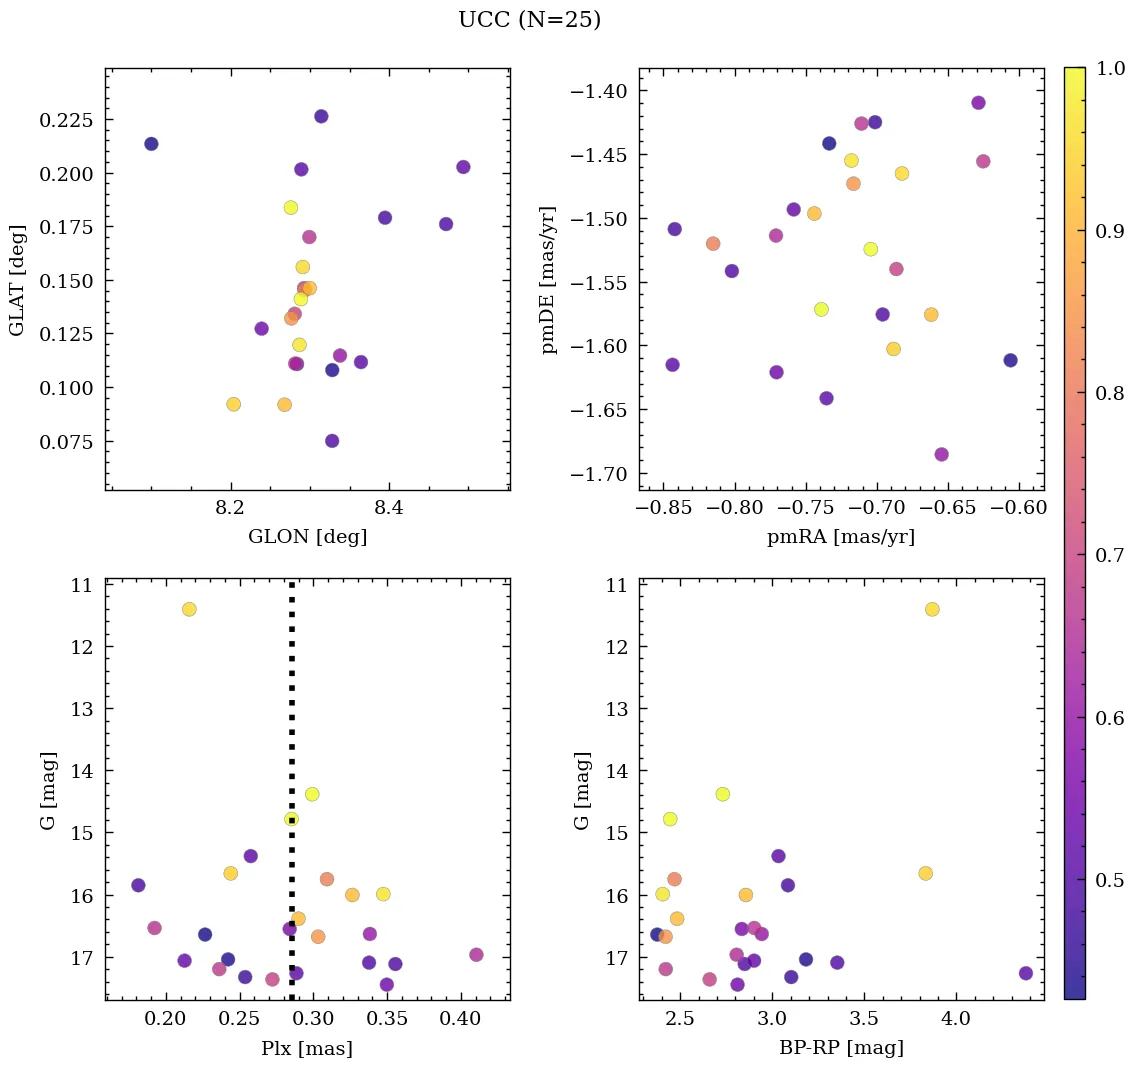 UCC (N=25)
0.225
0.200
0.175
0.150
0.125
0.100
0.075
GLAT [deg]
8.2 8.4
GLON [deg]
−1.40
−1.45
−1.50
−1.55
−1.60
−1.65
−1.70
pmDE [mas/yr]
−0.85 −0.80 −0.75 −0.70 −0.65 −0.60
pmRA [mas/yr]
1.0
0.9
0.8
0.7
0.6
0.5
11
12
13
14
15
16
17
G [mag]
0.20 0.25 0.30 0.35 0.40
Plx [mas]
11
12
13
14
15
16
17
G [mag]
2.5 3.0 3.5 4.0
BP-RP [mag]